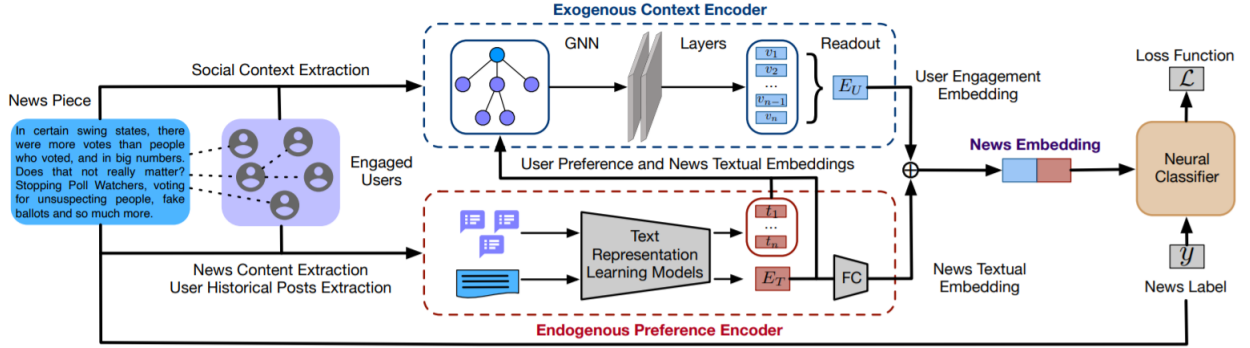 Exogenous Context Encoder
GNN
Layers
Readout
Loss Function
Social Context Extraction
v1
v2
...
vn−1
vn
EU
User Engagement
Embedding
L
News Piece
In certain swing states, there
were more votes than people
who voted, and in big numbers.
Does that not really matter?
Stopping Poll Watchers, voting
for unsuspecting people, fake
ballots and so much more.
Engaged
Users
User Preference and News Textual Embeddings
News Embedding
Neural
Classifier
t1
...
tn
Text
Representation
Learning Models
ET
FC
News Content Extraction
User Historical Posts Extraction
News Textual
Embedding
y
News Label
Endogenous Preference Encoder